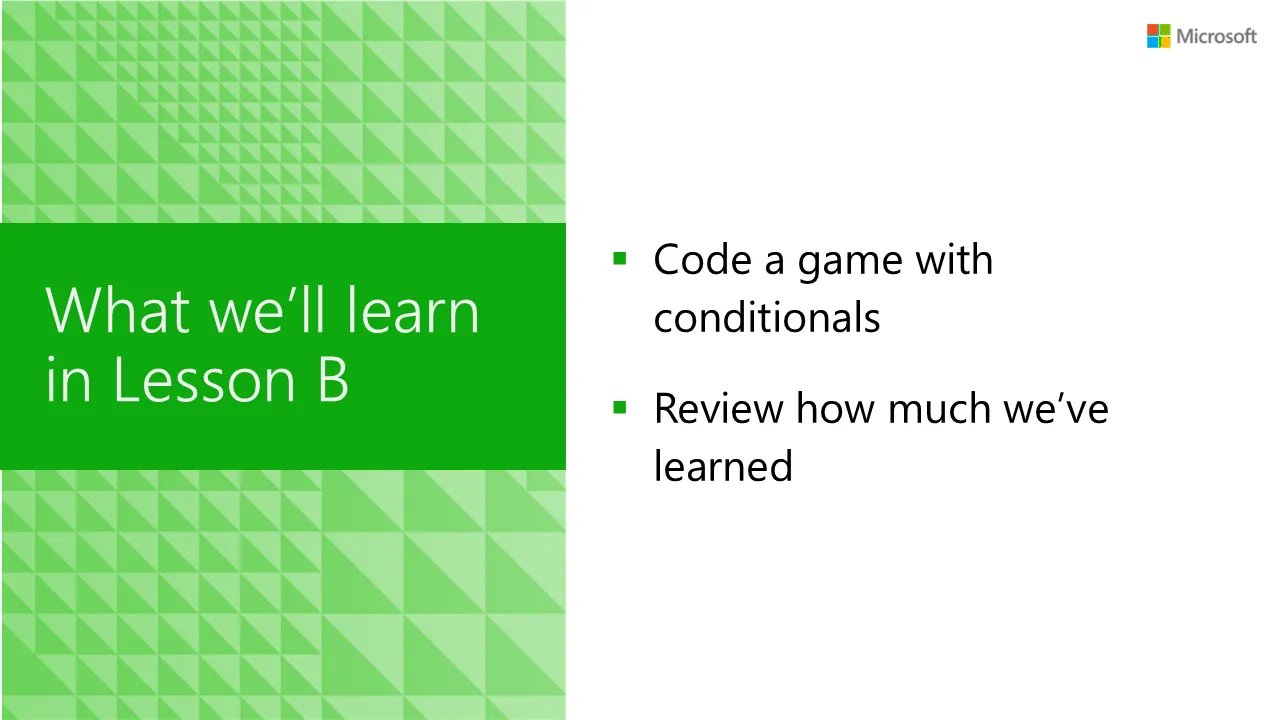 Microsoft
What we’ll learn
in Lesson B
▪ Code a game with
conditionals
▪ Review how much we’ve
learned